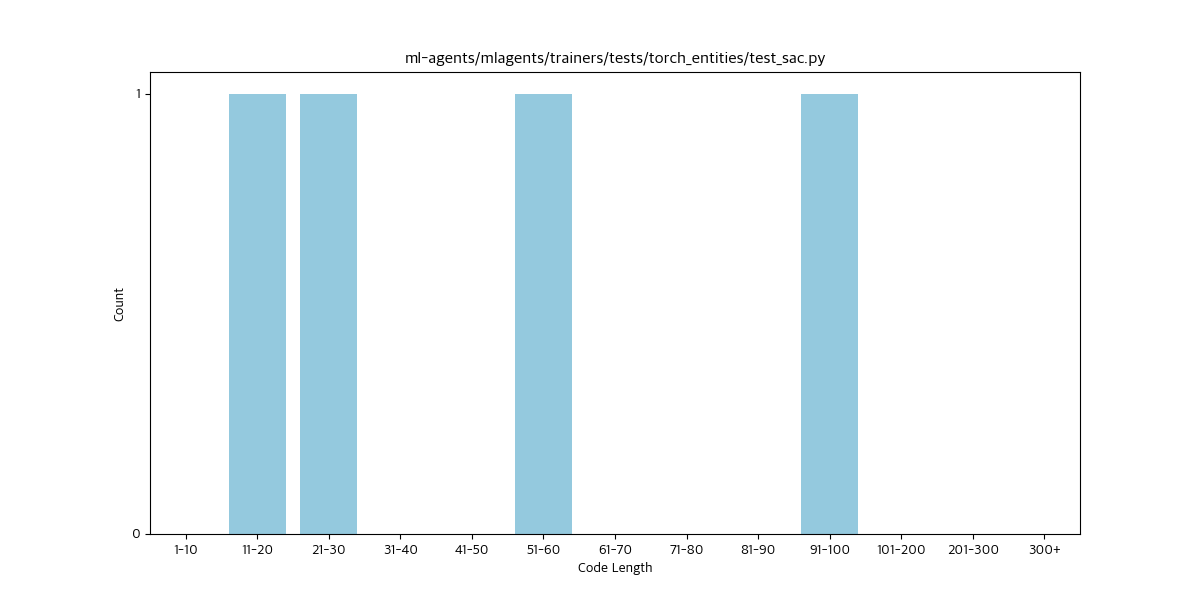 ml-agents/mlagents/trainers/tests/torch_entities/test_sac.py
1
0
Count
1-10 11-20 21-30 31-40 41-50 51-60 61-70 71-80 81-90 91-100 101-200 201-300 300+
Code Length